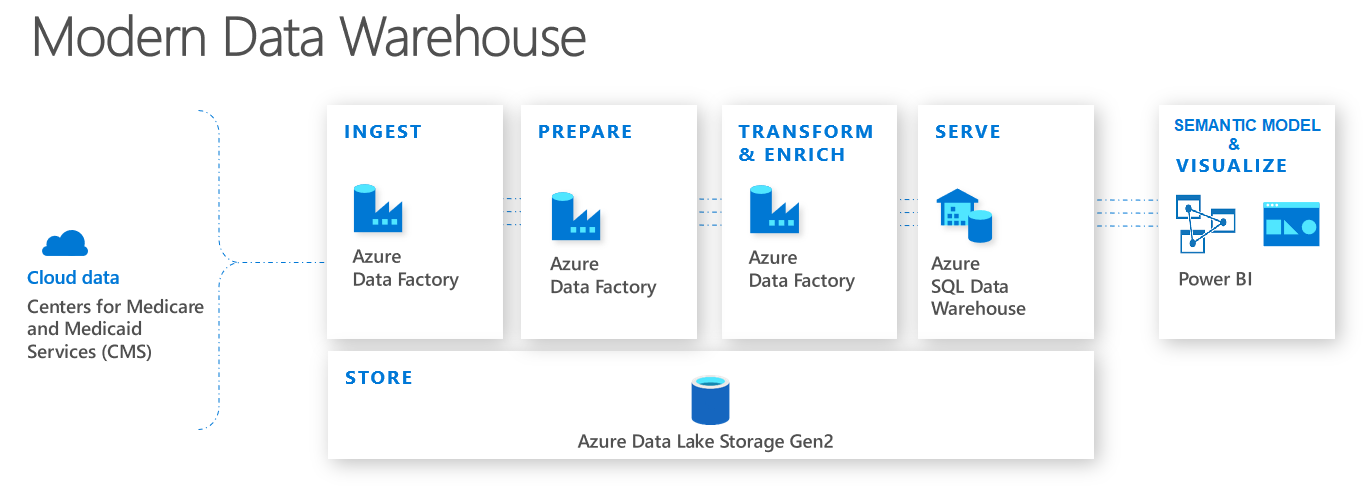 Modern Data Warehouse
INGEST
Azure
Data Factory
PREPARE
Azure
Data Factory
TRANSFORM
& ENRICH
Azure
Data Factory
SERVE
Azure
SQL Data
Warehouse
SEMANTIC MODEL
&
VISUALIZE
Power BI
Cloud data
Centers for Medicare
and Medicaid
Services (CMS)
STORE
Azure Data Lake Storage Gen2